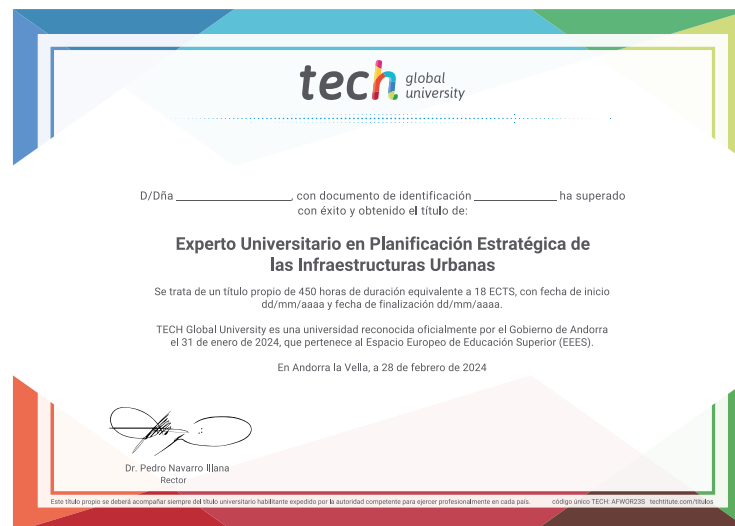 tech global
university
D/Dña ______________, con documento de identificación ______________ ha superado
con éxito y obtenido el título de:
Experto Universitario en Planificación Estratégica de
las Infraestructuras Urbanas
Se trata de un título propio de 450 horas de duración equivalente a 18 ECTS, con fecha de inicio
dd/mm/aaaa y fecha de finalización dd/mm/aaaa.
TECH Global University es una universidad reconocida oficialmente por el Gobierno de Andorra
el 31 de enero de 2024, que pertenece al Espacio Europeo de Educación Superior (EEES).
En Andorra la Vella, a 28 de febrero de 2024
Dr. Pedro Navarro Illana
Rector
Este título propio se deberá acompañar siempre del título universitario habilitante expedido por la autoridad competente para ejercer profesionalmente en cada país. código único TECH: AFWOR23S techtitute.com/titulos